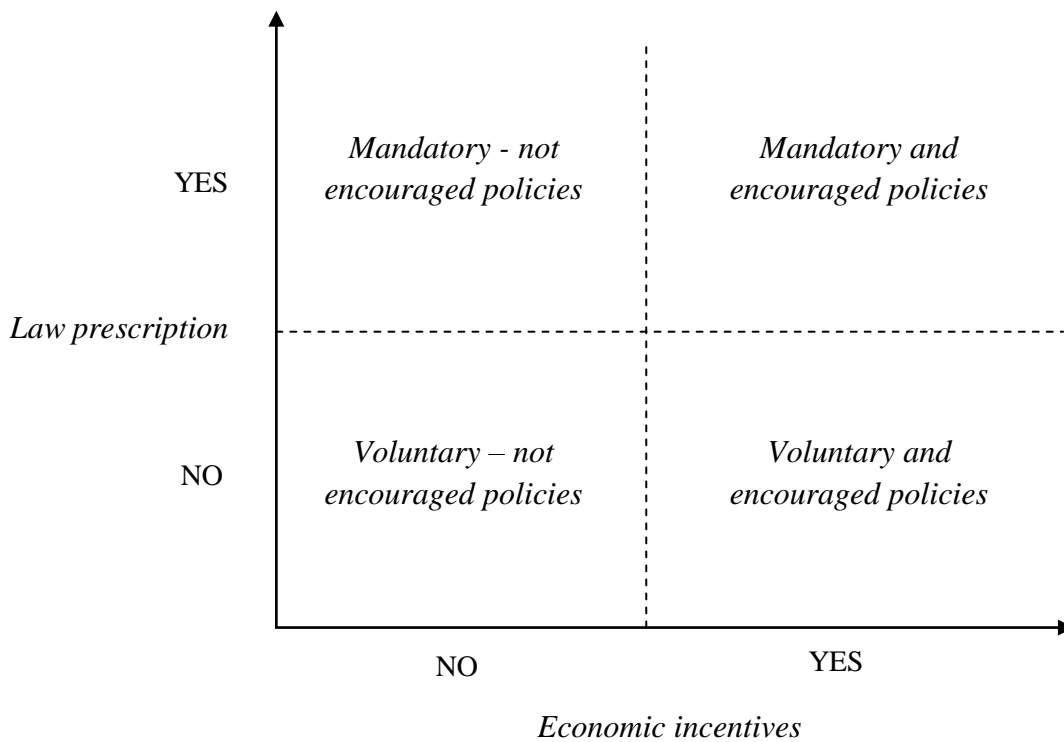 Mandatory - not
encouraged policies
Mandatory and
encouraged policies
YES
Law prescription
Voluntary – not
encouraged policies
Voluntary and
encouraged policies
NO
NO
YES
Economic incentives